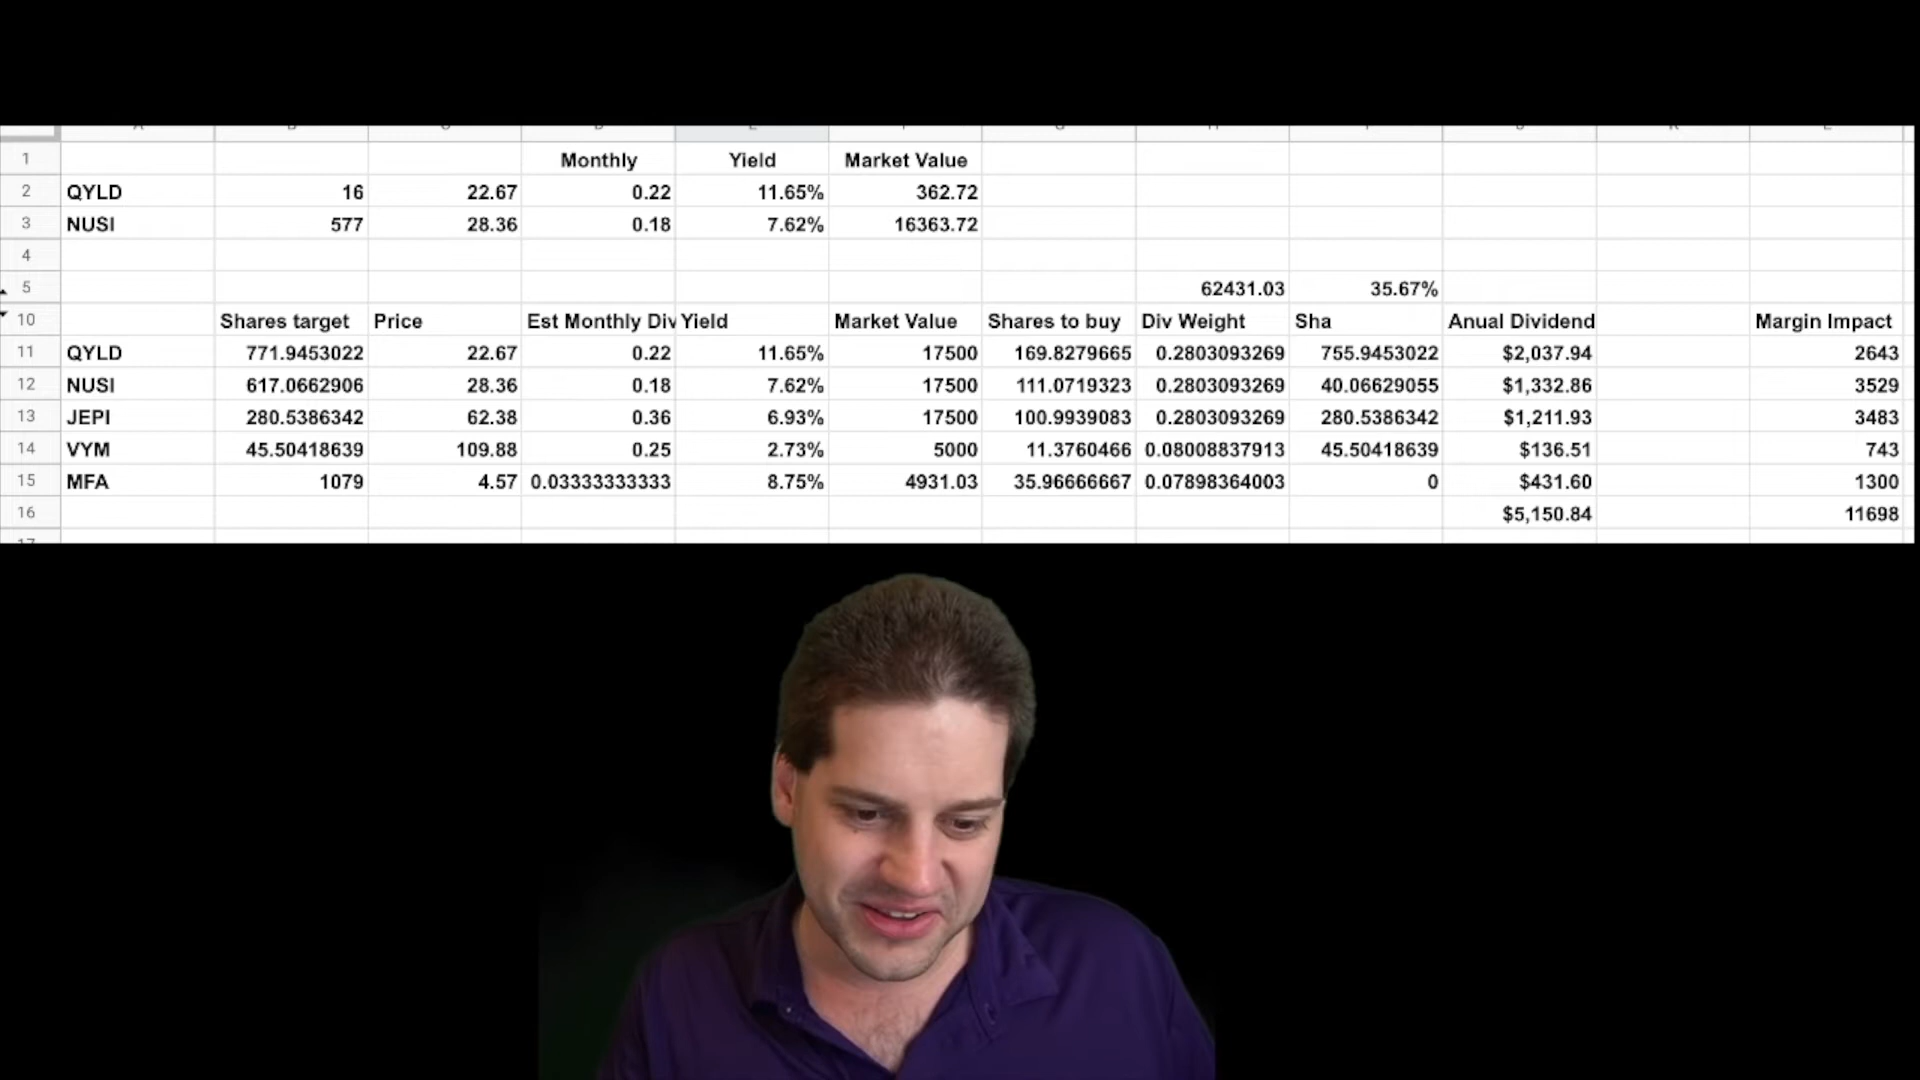 Monthly Yield Market Value
1
2 QYLD 16 22.67 0.22 11.65% 362.72
3 NUSI 577 28.36 0.18 7.62% 16363.72
4
5 62431.03 35.67%
10 Shares target Price Est Monthly Div Yield Market Value Shares to buy Div Weight Sha Anual Dividend Margin Impact
11 QYLD 771.9453022 22.67 0.22 11.65% 17500 169.8279665 0.2803093269 755.9453022 $2,037.94 2643
12 NUSI 617.0662906 28.36 0.18 7.62% 17500 111.0719323 0.2803093269 40.06629055 $1,332.86 3529
13 JEPI 280.5386342 62.38 0.36 6.93% 17500 100.9939083 0.2803093269 280.5386342 $1,211.93 3483
14 VYM 45.50418639 109.88 0.25 2.73% 5000 11.3760466 0.08008837913 45.50418639 $136.51 743
15 MFA 1079 4.57 0.03333333333 8.75% 4931.03 35.96666667 0.07898364003 0 $431.60 1300
16 $5,150.84 11698